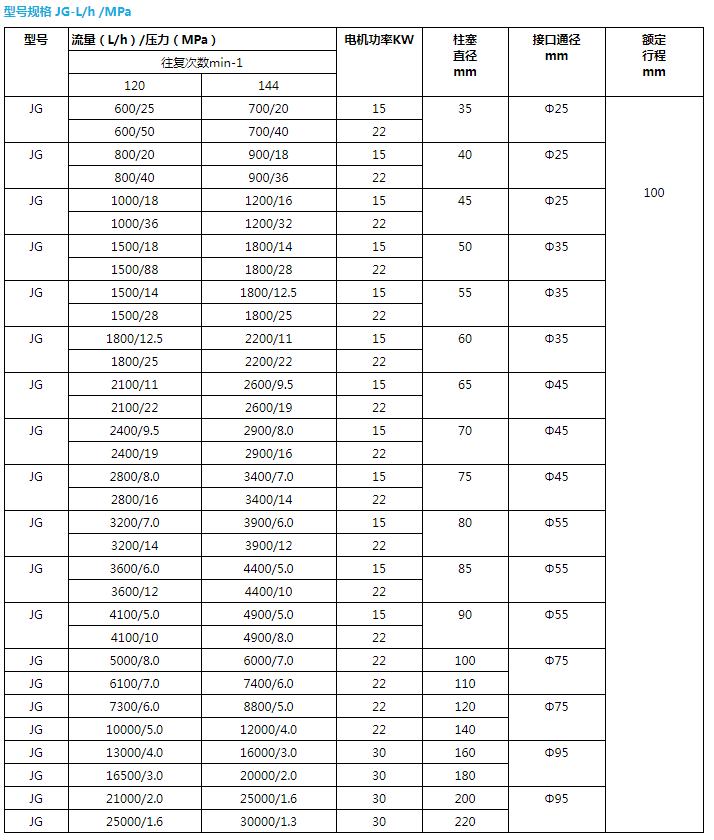 型号规格 JG-L/h /MPa
型号 流量（L/h）/压力（MPa） 电机功率KW 柱塞直径mm 接口通径mm 额定行程mm
往复次数min-1
120 144
JG 600/25 700/20 15 35 Φ25
600/50 700/40 22
JG 800/20 900/18 15 40 Φ25
800/40 900/36 22
JG 1000/18 1200/16 15 45 Φ25 100
1000/36 1200/32 22
JG 1500/18 1800/14 15 50 Φ35
1500/88 1800/28 22
JG 1500/14 1800/12.5 15 55 Φ35
1500/28 1800/25 22
JG 1800/12.5 2200/11 15 60 Φ35
1800/25 2200/22 22
JG 2100/11 2600/9.5 15 65 Φ45
2100/22 2600/19 22
JG 2400/9.5 2900/8.0 15 70 Φ45
2400/19 2900/16 22
JG 2800/8.0 3400/7.0 15 75 Φ45
2800/16 3400/14 22
JG 3200/7.0 3900/6.0 15 80 Φ55
3200/14 3900/12 22
JG 3600/6.0 4400/5.0 15 85 Φ55
3600/12 4400/10 22
JG 4100/5.0 4900/5.0 15 90 Φ55
4100/10 4900/8.0 22
JG 5000/8.0 6000/7.0 22 100 Φ75
JG 6100/7.0 7400/6.0 22 110
JG 7300/6.0 8800/5.0 22 120 Φ75
JG 10000/5.0 12000/4.0 22 140
JG 13000/4.0 16000/3.0 30 160 Φ95
JG 16500/3.0 20000/2.0 30 180
JG 21000/2.0 25000/1.6 30 200 Φ95
JG 25000/1.6 30000/1.3 30 220